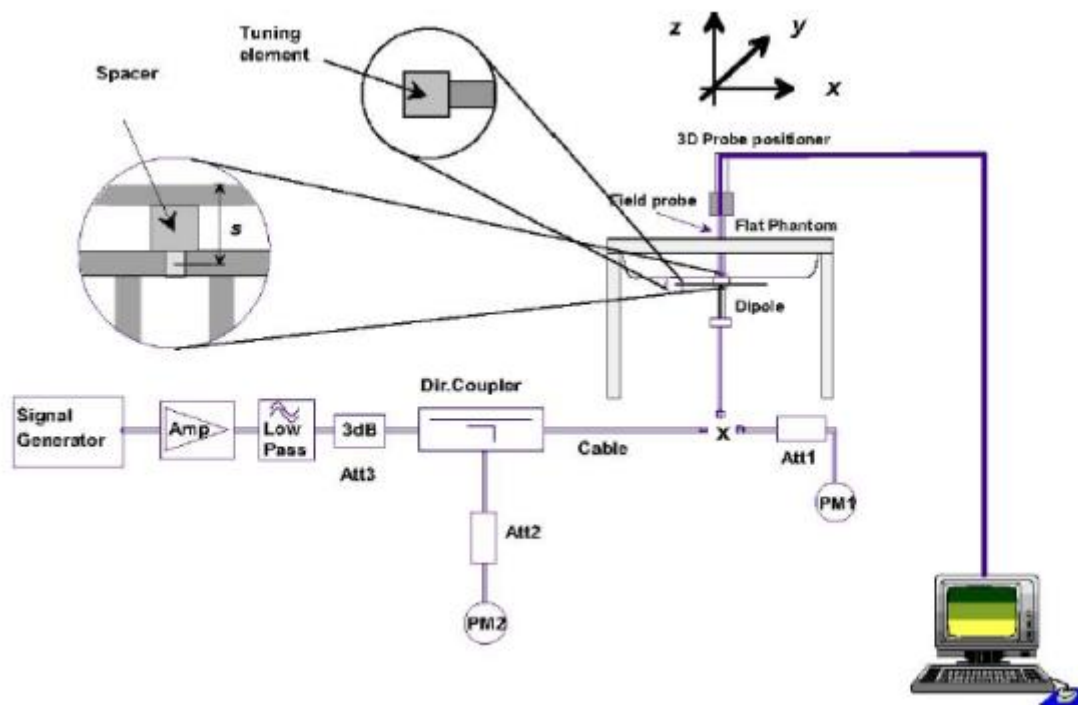 Tuning
element
Spacer
s
z
y
x
3D Probe positioner
Field probe
Flat Phantom
Dipole
Dir.Coupler
Signal
Generator
Amp
Low
Pass
3dB
Att3
Cable
X
Att1
PM1
Att2
PM2